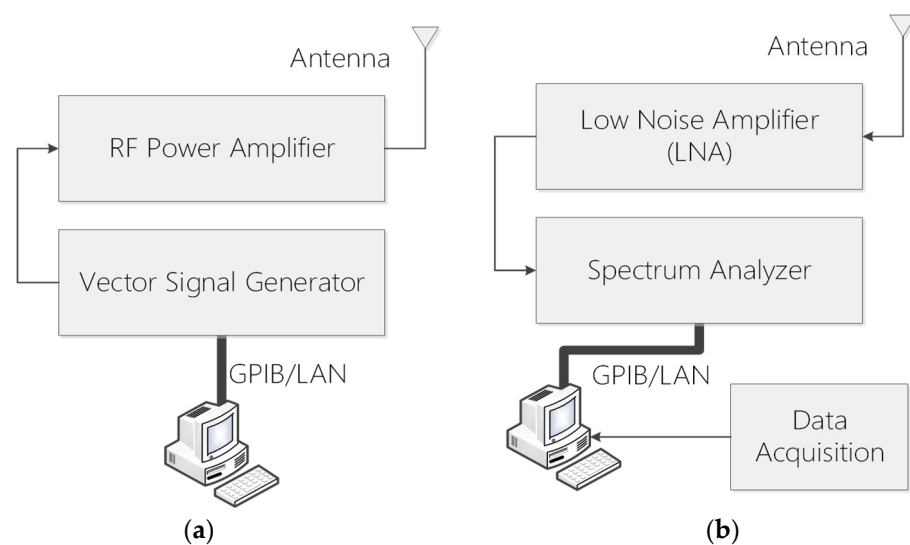 Antenna
RF Power Amplifier
Vector Signal Generator
GPIB/LAN
(a)
Antenna
Low Noise Amplifier
(LNA)
Spectrum Analyzer
GPIB/LAN
Data
Acquisition
(b)